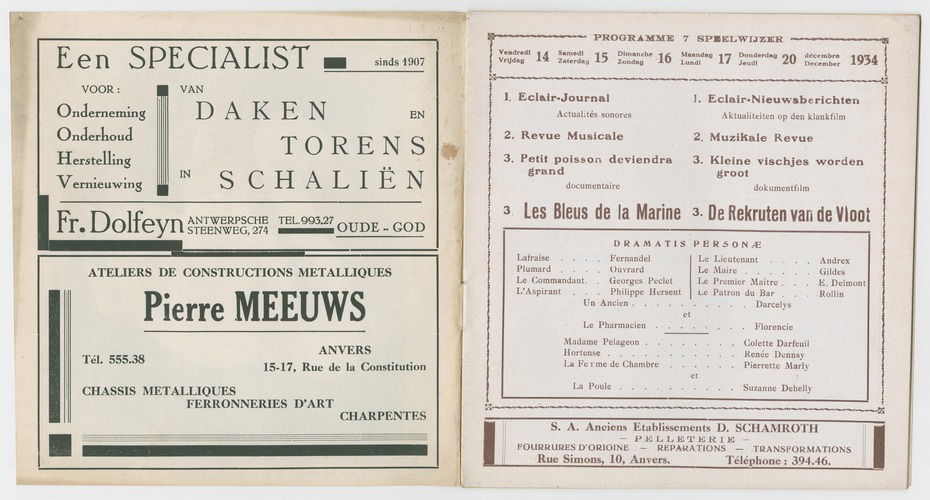 Een SPECIALIST
sinds 1907
VOOR :
Onderneming
Onderhoud
Herstelling
Vernieuwing
VAN
DAKEN EN
TORENS
IN SCHALIËN
Fr. Dolfeyn
ANTWERPSCHE
STEENWEG, 274
TEL. 993,27
OUDE - GOD
ATELIERS DE CONSTRUCTIONS METALLIQUES
Pierre MEEUWS
Tél. 555.38
ANVERS
15-17, Rue de la Constitution
CHASSIS METALLIQUES
FERRONNERIES D'ART
CHARPENTES
PROGRAMME 7 SPEELWIJZER
Vendredi Vrijdag 14 Samedi Zaterdag 15 Dimanche Zondag 16 Maandag Lundi 17 Donderdag Jeudi 20 décembre December 1934
1. Eclair-Journal
Actualités sonores
2. Revue Musicale
3. Petit poisson deviendra
grand
documentaire
3. Les Bleus de la Marine
1. Eclair-Nieuwsberichten
Aktualiteiten op den klankfilm
2. Muzikale Revue
3. Kleine vischjes worden
groot
dokumentfilm
3. De Rekruten van de Vloot
DRAMATIS PERSONÆ
Lafraise . . . . Fernandel
Plumard . . . . Ouvrard
Le Commandant. . Georges Peclet
L'Aspirant . . . Philippe Hersent
Le Lieutenant . . . . Andrex
Le Maire . . . . . Gildes
Le Premier Maître . . . E. Delmont
Le Patron du Bar . . . Rollin
Un Ancien . . . . . . . . Darcelys
et
Le Pharmacien . . . . . . . Florencie
Madame Pelageon . . . . . . . . Colette Darfeuil
Hortense . . . . . . . . . . . Renée Dennsy
La Femme de Chambre . . . . . . Pierrette Marly
et
La Poule . . . . . . . . Suzanne Dehelly
S. A. Anciens Etablissements D. SCHAMROTH
— PELLETERIE —
FOURRURES D'ORIGINE — REPARATIONS — TRANSFORMATIONS
Rue Simons, 10, Anvers. Téléphone : 394.46.